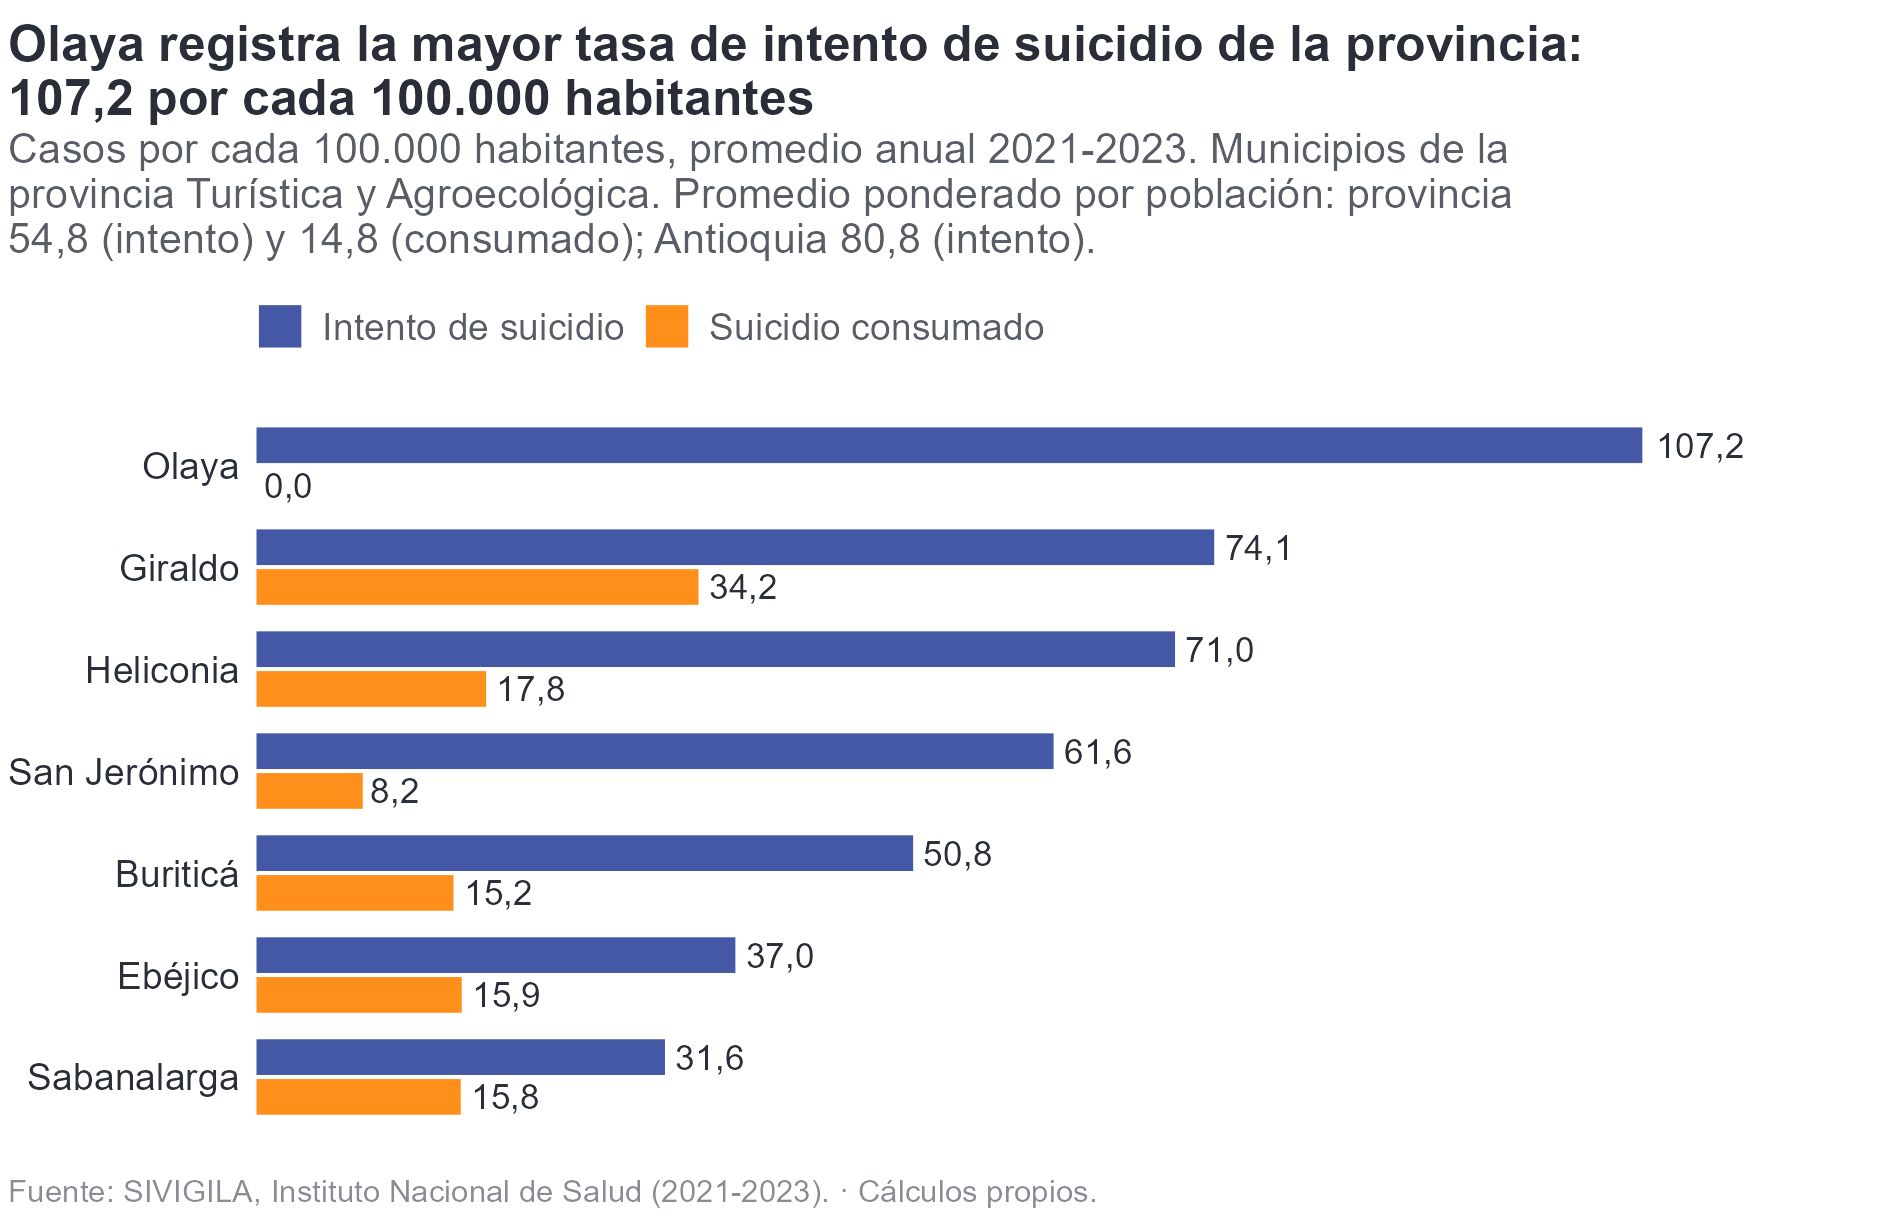 Olaya registra la mayor tasa de intento de suicidio de la provincia:
107,2 por cada 100.000 habitantes
Casos por cada 100.000 habitantes, promedio anual 2021-2023. Municipios de la
provincia Turística y Agroecológica. Promedio ponderado por población: provincia
54,8 (intento) y 14,8 (consumado); Antioquia 80,8 (intento).
Intento de suicidio Suicidio consumado
Olaya 107,2
0,0
Giraldo 74,1
34,2
Heliconia 71,0
17,8
San Jerónimo 61,6
8,2
Buriticá 50,8
15,2
Ebéjico 37,0
15,9
Sabanalarga 31,6
15,8
Fuente: SIVIGILA, Instituto Nacional de Salud (2021-2023). · Cálculos propios.